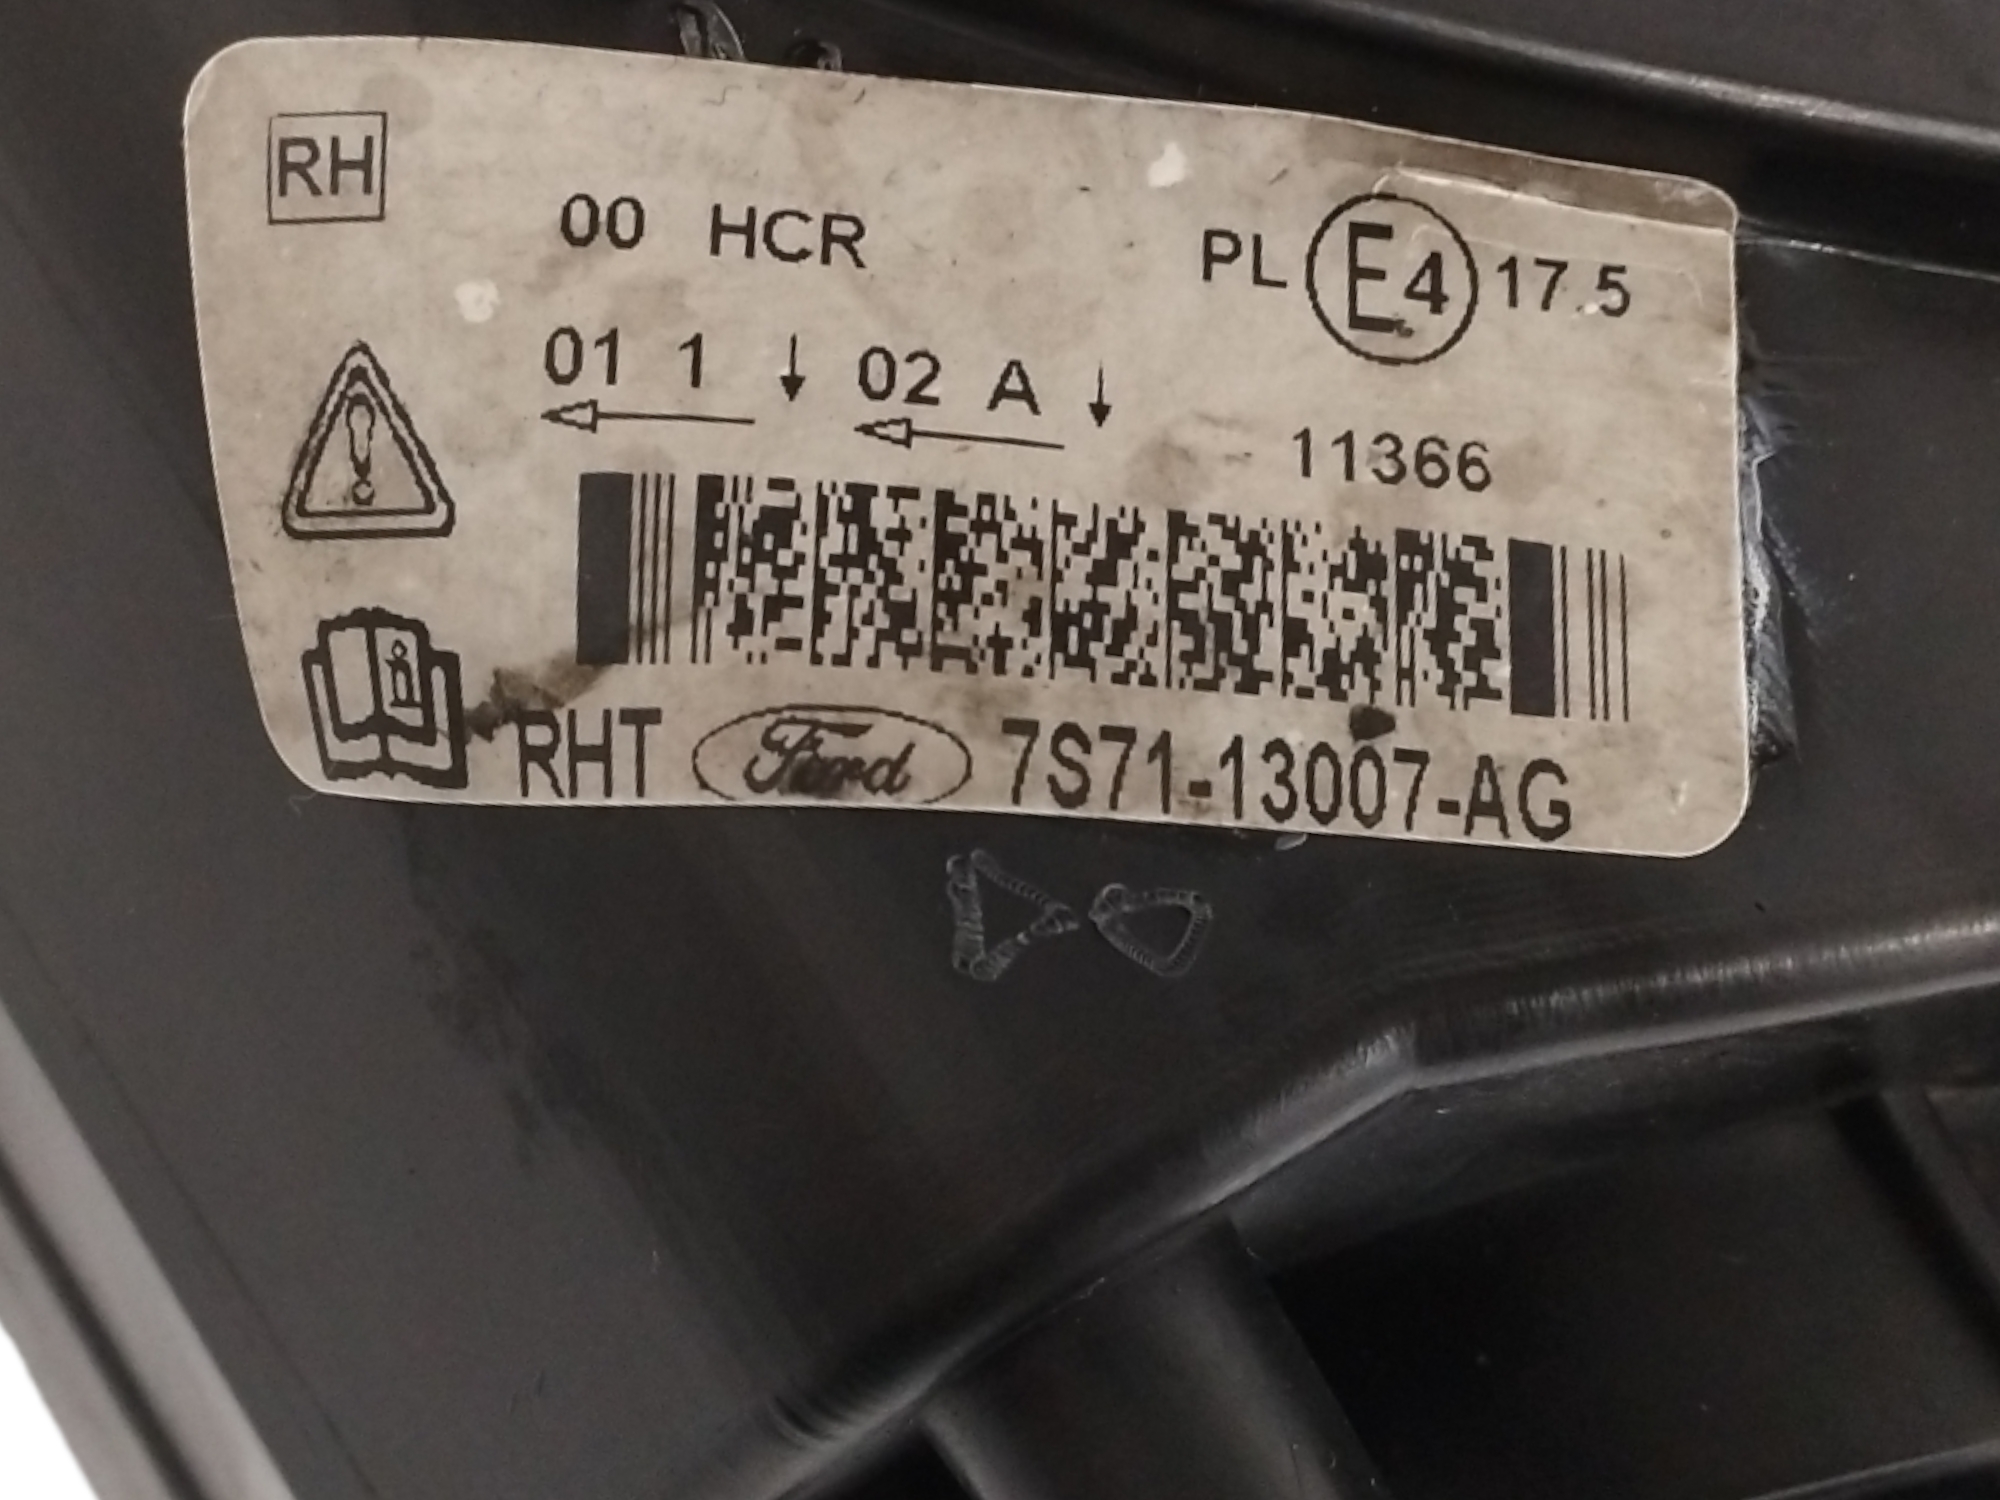 RH
00 HCR
PL E4 17.5
01 1 ↓ 02 A ↓
11366
RHT Ford 7S71-13007-AG